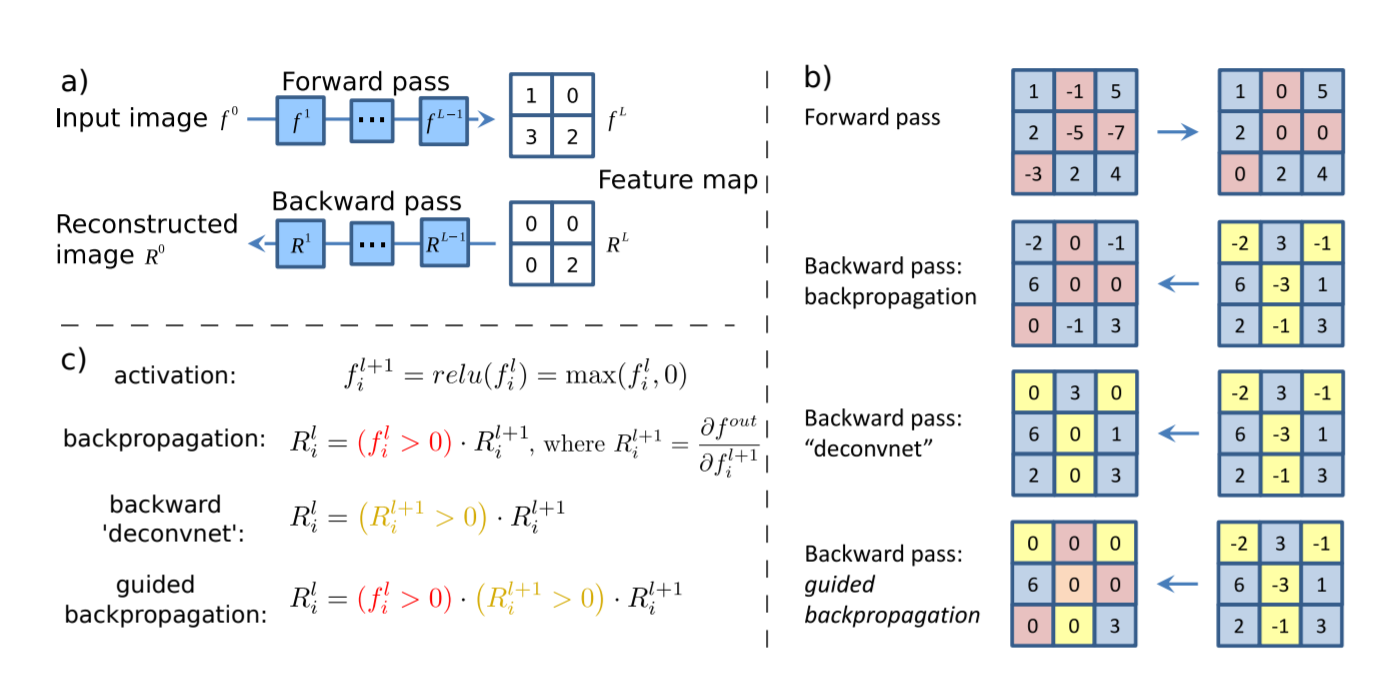 a)
Forward pass
Input image f^0
f^1 ... f^{L-1}
1 0
3 2
f^L
Feature map
Backward pass
Reconstructed
image R^0
R^1 ... R^{L-1}
0 0
0 2
R^L
b)
Forward pass
1 -1 5
2 -5 -7
-3 2 4
1 0 5
2 0 0
0 2 4
Backward pass:
backpropagation
-2 0 -1
6 0 0
0 -1 3
-2 3 -1
6 -3 1
2 -1 3
Backward pass:
“deconvnet”
0 3 0
6 0 1
2 0 3
-2 3 -1
6 -3 1
2 -1 3
Backward pass:
guided
backpropagation
0 0 0
6 0 0
0 0 3
-2 3 -1
6 -3 1
2 -1 3
c)
activation: f_i^{l+1} = relu(f_i^l) = max(f_i^l, 0)
backpropagation: R_i^l = (f_i^l > 0) · R_i^{l+1}, where R_i^{l+1} = ∂f^{out} / ∂f_i^{l+1}
backward
'deconvnet': R_i^l = (R_i^{l+1} > 0) · R_i^{l+1}
guided
backpropagation: R_i^l = (f_i^l > 0) · (R_i^{l+1} > 0) · R_i^{l+1}